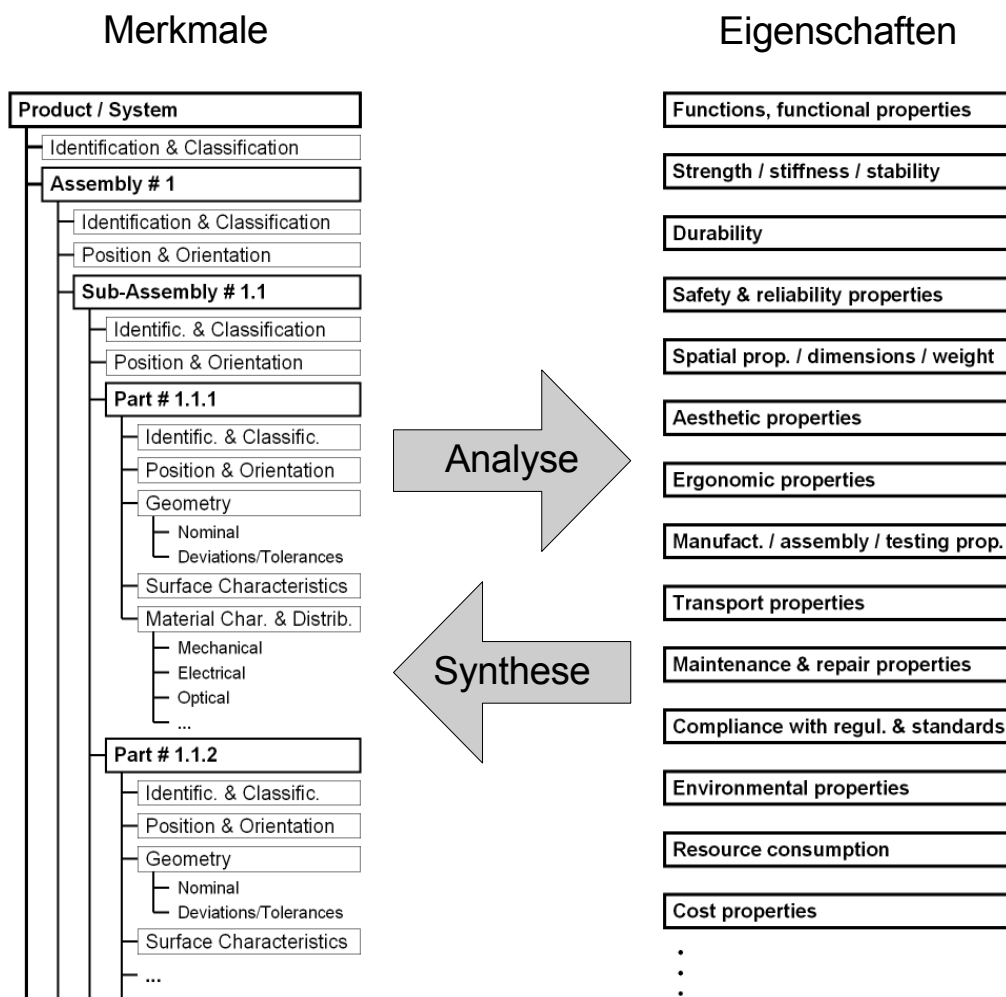 Merkmale
Product / System
Identification & Classification
Assembly # 1
Identification & Classification
Position & Orientation
Sub-Assembly # 1.1
Identific. & Classification
Position & Orientation
Part # 1.1.1
Identific. & Classific.
Position & Orientation
Geometry
Nominal
Deviations/Tolerances
Surface Characteristics
Material Char. & Distrib.
Mechanical
Electrical
Optical
...
Part # 1.1.2
Identific. & Classific.
Position & Orientation
Geometry
Nominal
Deviations/Tolerances
Surface Characteristics
...
Analyse
Synthese
Eigenschaften
Functions, functional properties
Strength / stiffness / stability
Durability
Safety & reliability properties
Spatial prop. / dimensions / weight
Aesthetic properties
Ergonomic properties
Manufact. / assembly / testing prop.
Transport properties
Maintenance & repair properties
Compliance with regul. & standards
Environmental properties
Resource consumption
Cost properties